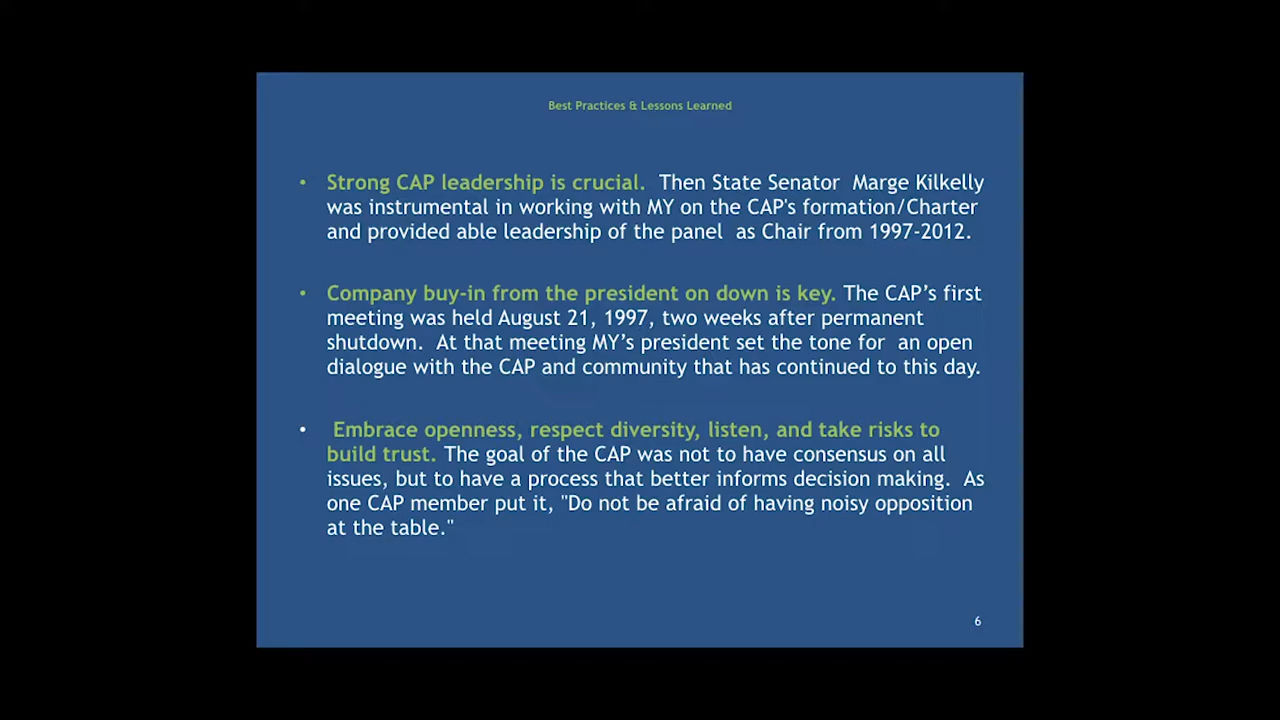 Best Practices & Lessons Learned
• Strong CAP leadership is crucial.  Then State Senator  Marge Kilkelly
was instrumental in working with MY on the CAP's formation/Charter
and provided able leadership of the panel  as Chair from 1997-2012.
• Company buy-in from the president on down is key. The CAP’s first
meeting was held August 21, 1997, two weeks after permanent
shutdown.  At that meeting MY’s president set the tone for  an open
dialogue with the CAP and community that has continued to this day.
• Embrace openness, respect diversity, listen, and take risks to
build trust. The goal of the CAP was not to have consensus on all
issues, but to have a process that better informs decision making.  As
one CAP member put it, "Do not be afraid of having noisy opposition
at the table."
6